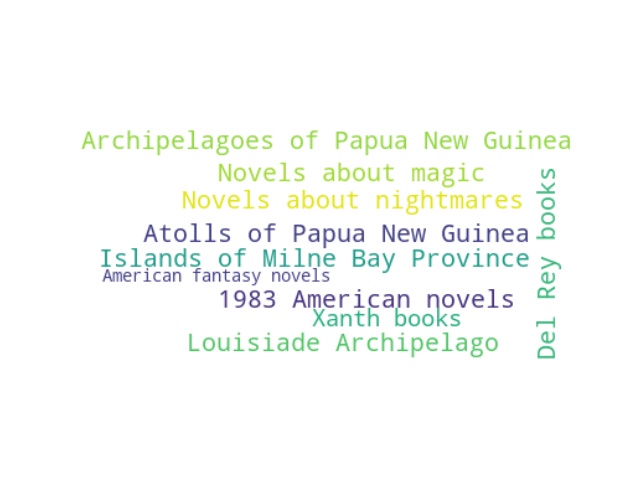 Archipelagoes of Papua New Guinea
Novels about magic
Novels about nightmares
Atolls of Papua New Guinea
Islands of Milne Bay Province
American fantasy novels
1983 American novels
Xanth books
Louisiade Archipelago
Del Rey books